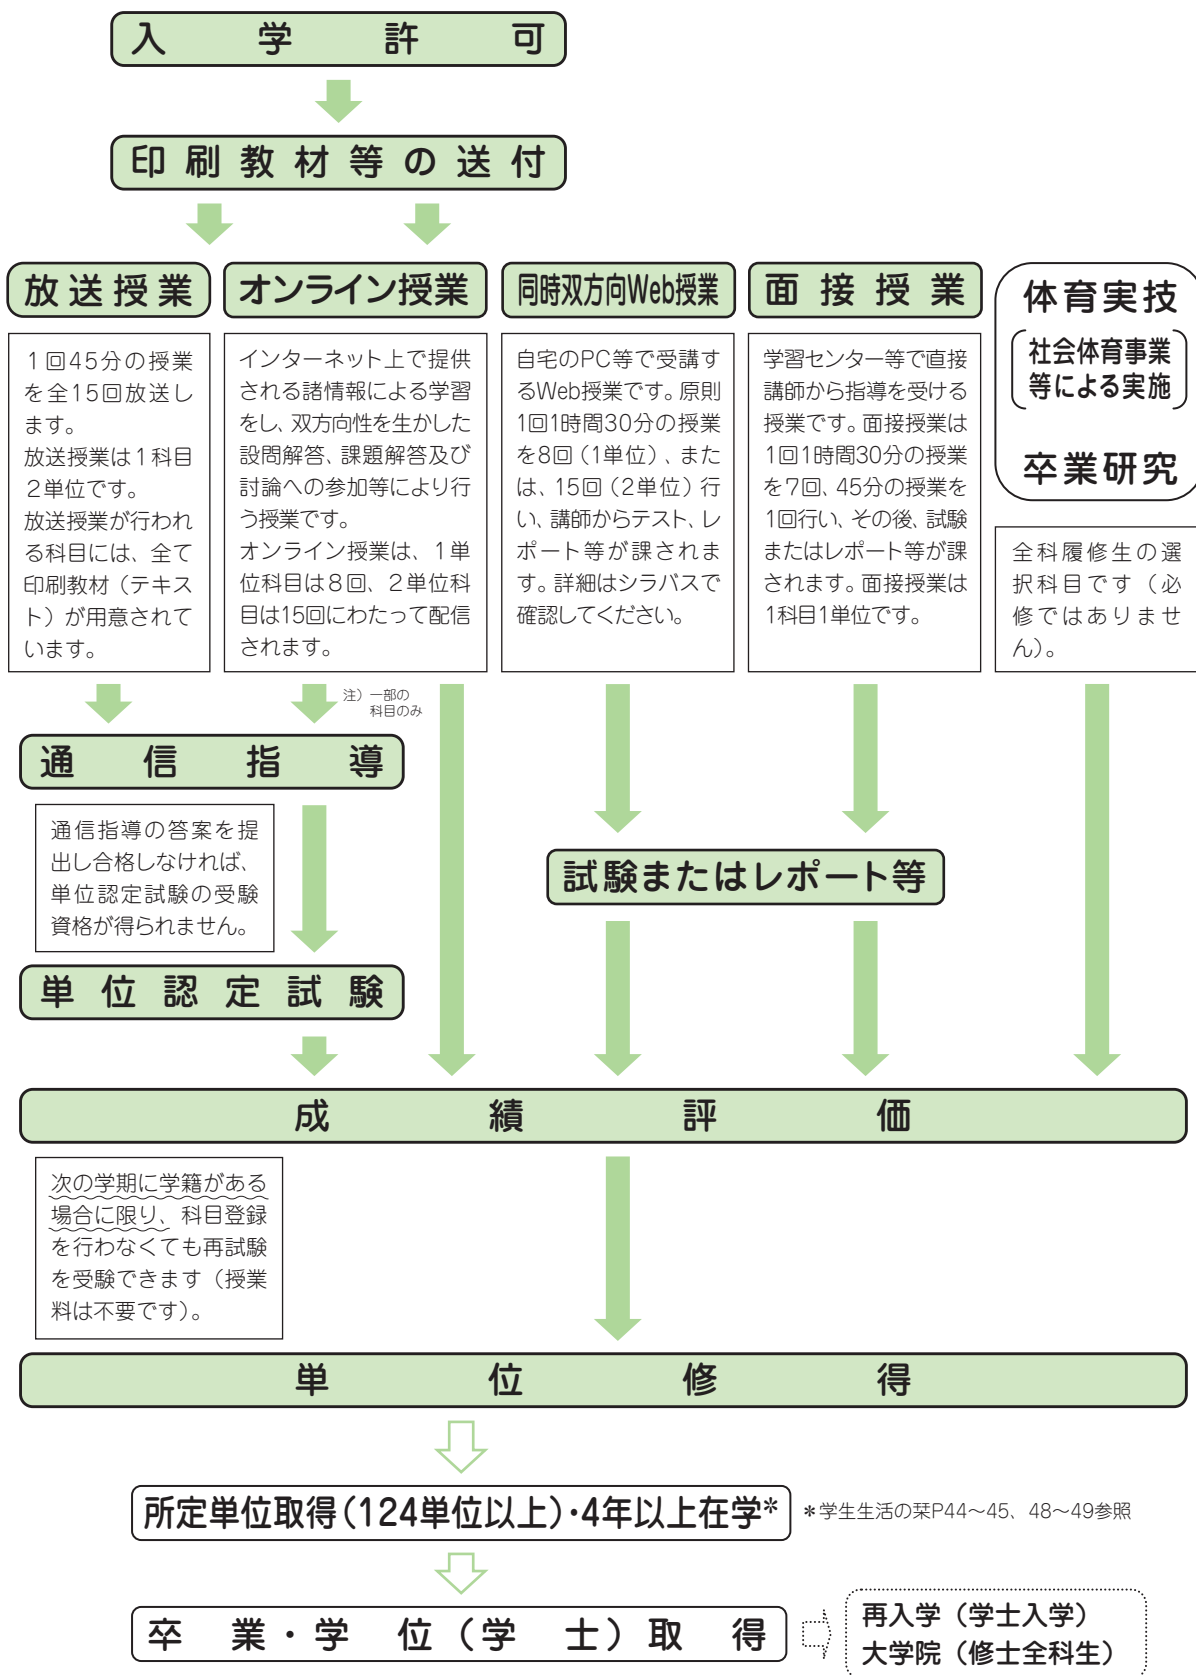 入学許可
印刷教材等の送付
放送授業
１回45分の授業
を全15回放送し
ます。
放送授業は１科目
２単位です。
放送授業が行われ
る科目には、全て
印刷教材（テキス
ト）が用意されて
います。
オンライン授業
インターネット上で提供
される諸情報による学習
をし、双方向性を生かした
設問解答、課題解答及び
討論への参加等により行
う授業です。
オンライン授業は、１単
位科目は８回、２単位科
目は15回にわたって配信
されます。
同時双方向Web授業
自宅のPC等で受講す
るWeb授業です。原則
1回1時間30分の授業
を8回（1単位）、また
は、15回（2単位）行
い、講師からテスト、レ
ポート等が課されま
す。詳細はシラバスで
確認してください。
面接授業
学習センター等で直接
講師から指導を受ける
授業です。面接授業は
1回1時間30分の授業
を7回、45分の授業を
1回行い、その後、試験
またはレポート等が課
されます。面接授業は
1科目1単位です。
体育実技
社会体育事業
等による実施
卒業研究
全科履修生の選
択科目です（必
修ではありませ
ん）。
注）一部の
科目のみ
通信指導
通信指導の答案を提
出し合格しなければ、
単位認定試験の受験
資格が得られません。
試験またはレポート等
単位認定試験
成績評価
次の学期に学籍がある
場合に限り、科目登録
を行わなくても再試験
を受験できます（授業
料は不要です）。
単位修得
所定単位取得（124単位以上）・4年以上在学*
＊学生生活の栞P44〜45、48〜49参照
卒業・学位（学士）取得
再入学（学士入学）
大学院（修士全科生）